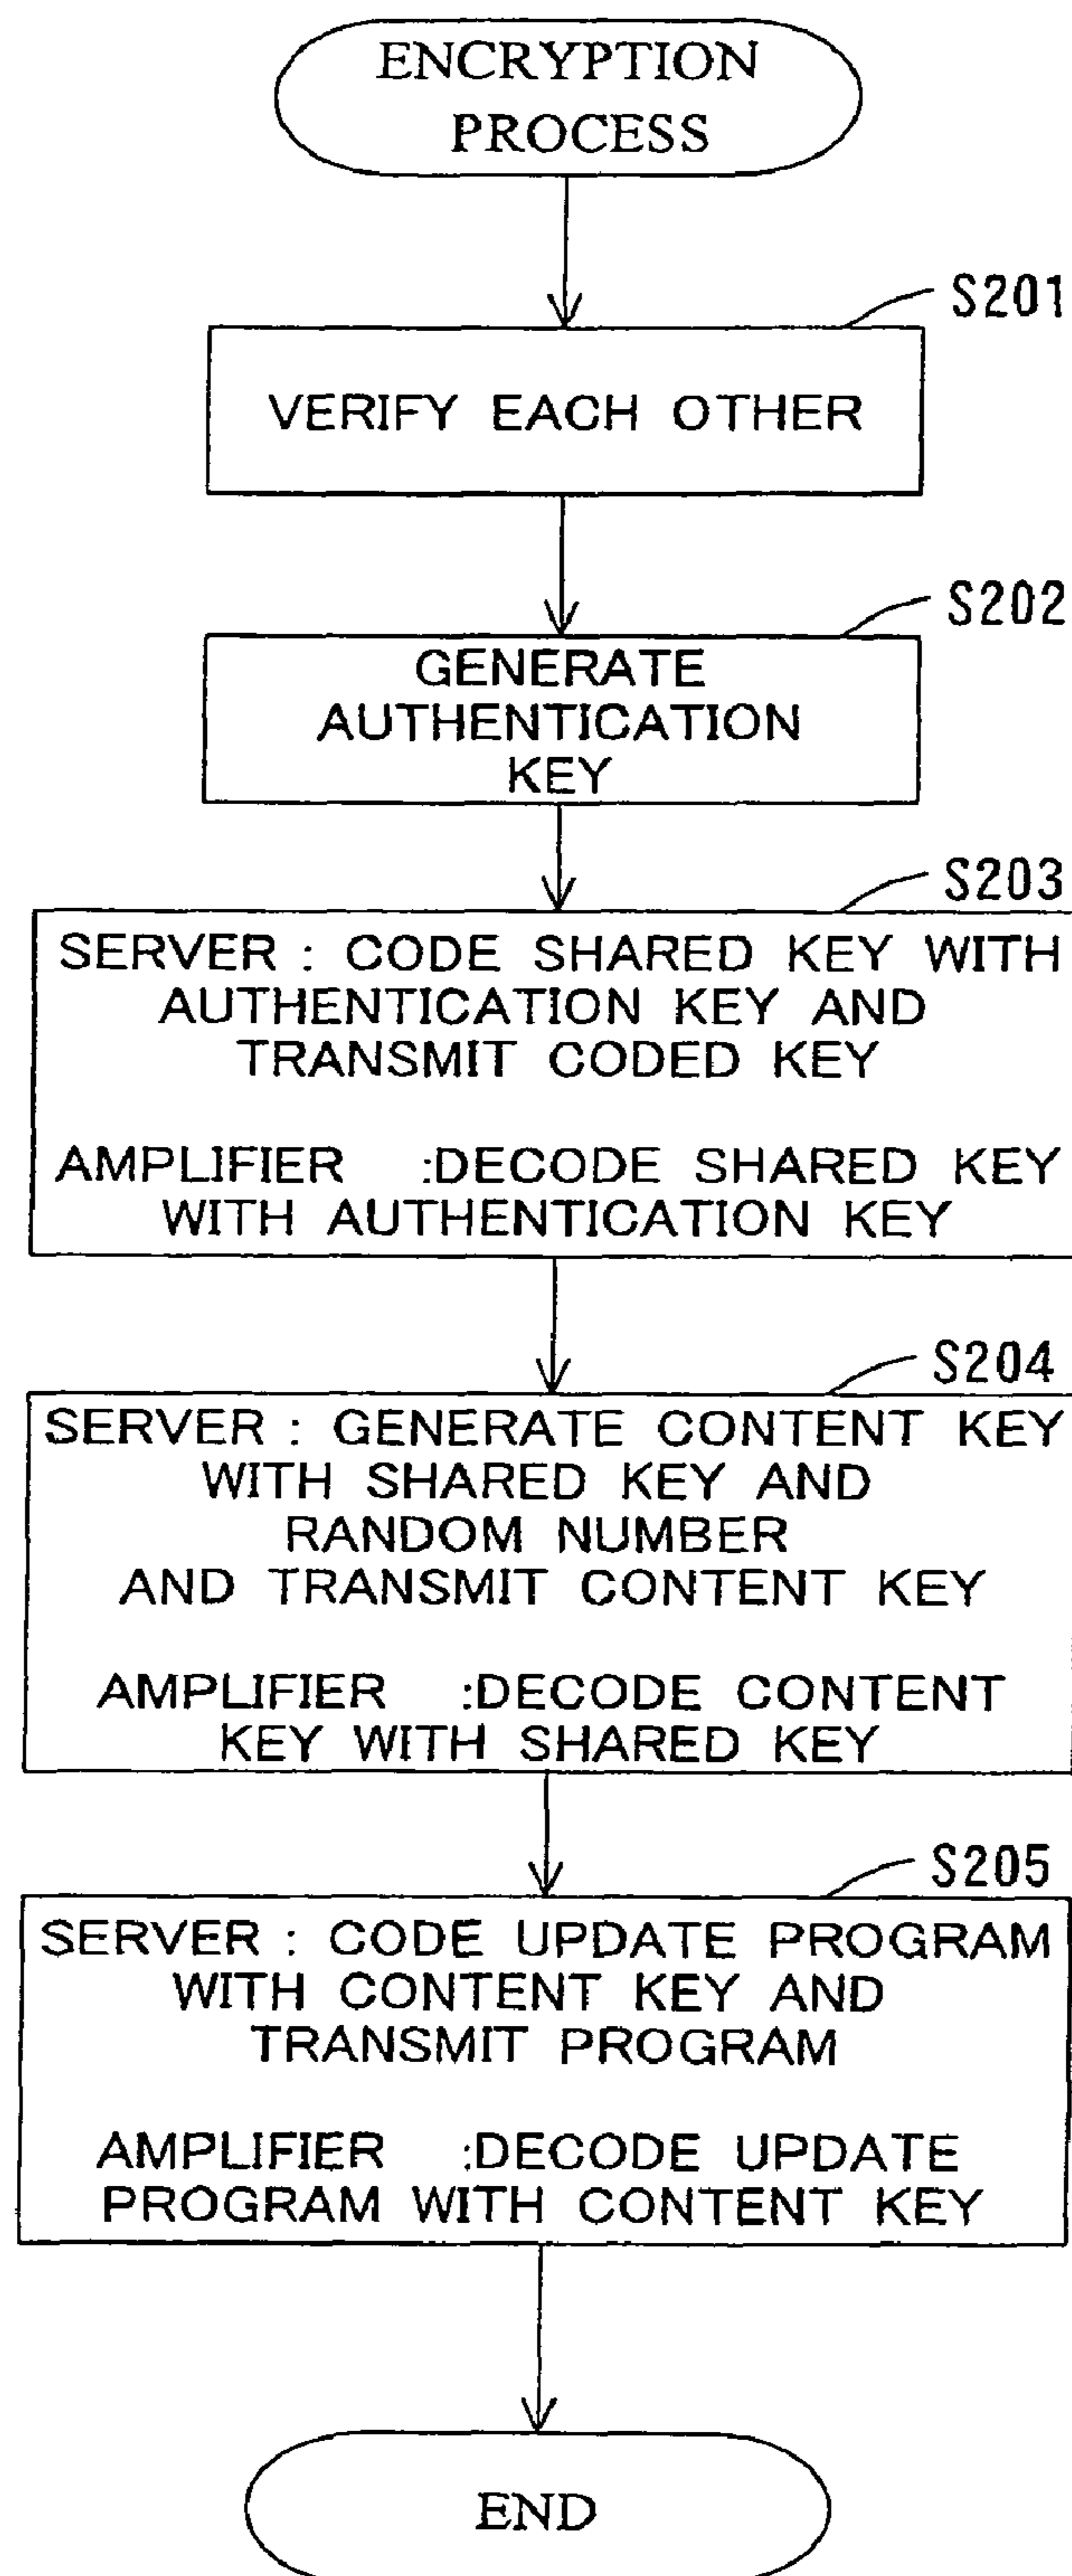 ENCRYPTION
PROCESS
S201
VERIFY EACH OTHER
S202
GENERATE
AUTHENTICATION
KEY
S203
SERVER : CODE SHARED KEY WITH
AUTHENTICATION KEY AND
TRANSMIT CODED KEY
AMPLIFIER :DECODE SHARED KEY
WITH AUTHENTICATION KEY
S204
SERVER : GENERATE CONTENT KEY
WITH SHARED KEY AND
RANDOM NUMBER
AND TRANSMIT CONTENT KEY
AMPLIFIER :DECODE CONTENT
KEY WITH SHARED KEY
S205
SERVER : CODE UPDATE PROGRAM
WITH CONTENT KEY AND
TRANSMIT PROGRAM
AMPLIFIER :DECODE UPDATE
PROGRAM WITH CONTENT KEY
END